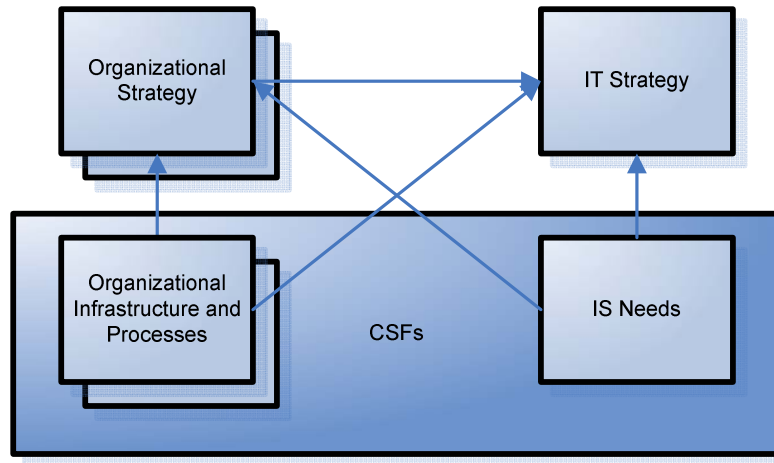 Organizational
Strategy
IT Strategy
Organizational
Infrastructure and
Processes
CSFs
IS Needs